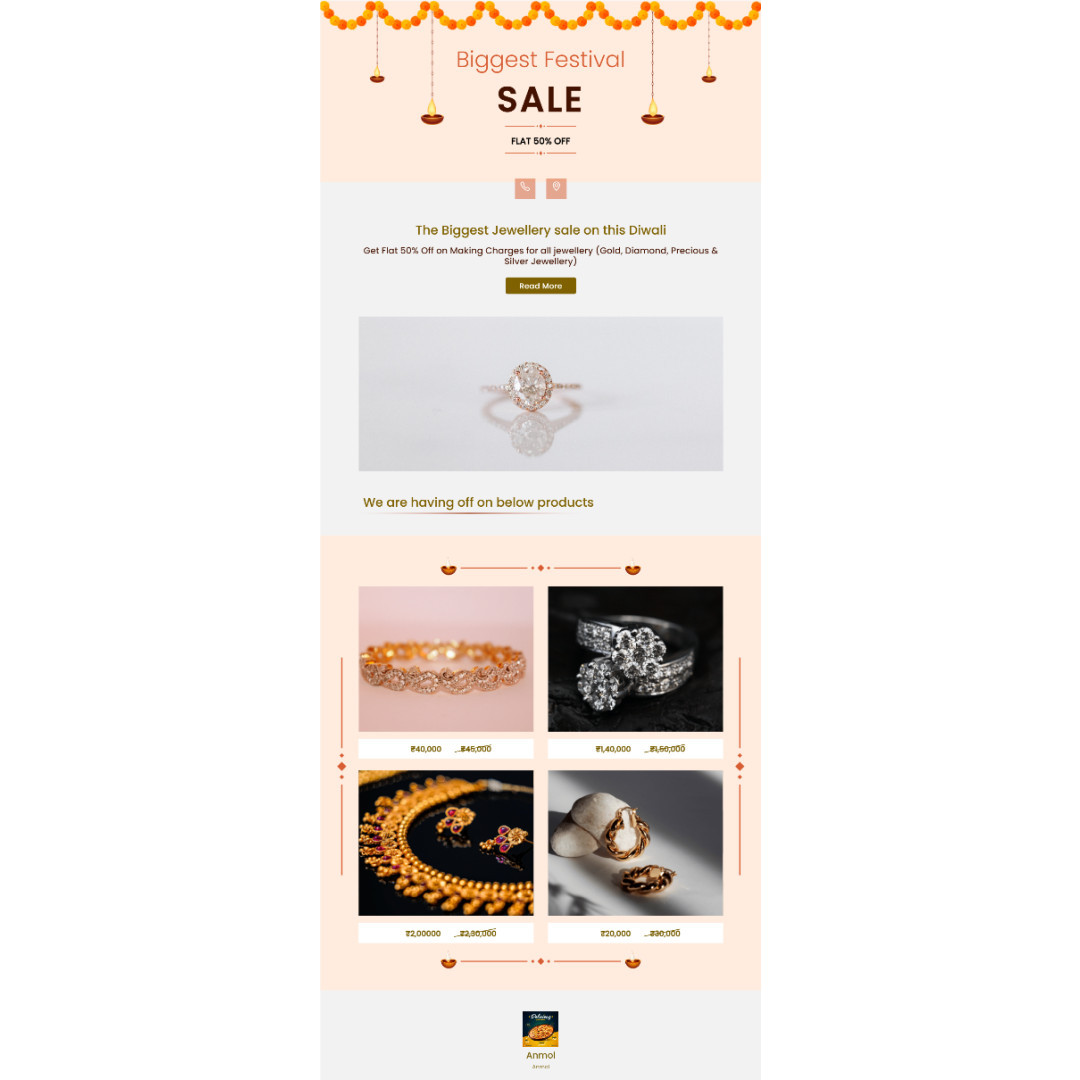 Biggest Festival
SALE
FLAT 50% OFF
The Biggest Jewellery sale on this Diwali
Get Flat 50% Off on Making Charges for all jewellery (Gold, Diamond, Precious &
Silver Jewellery)
Read More
We are having off on below products
₹40,000 ₹45,000
₹1,40,000 ₹1,50,000
₹2,00000 ₹2,30,000
₹20,000 ₹30,000
Anmol
Anmol